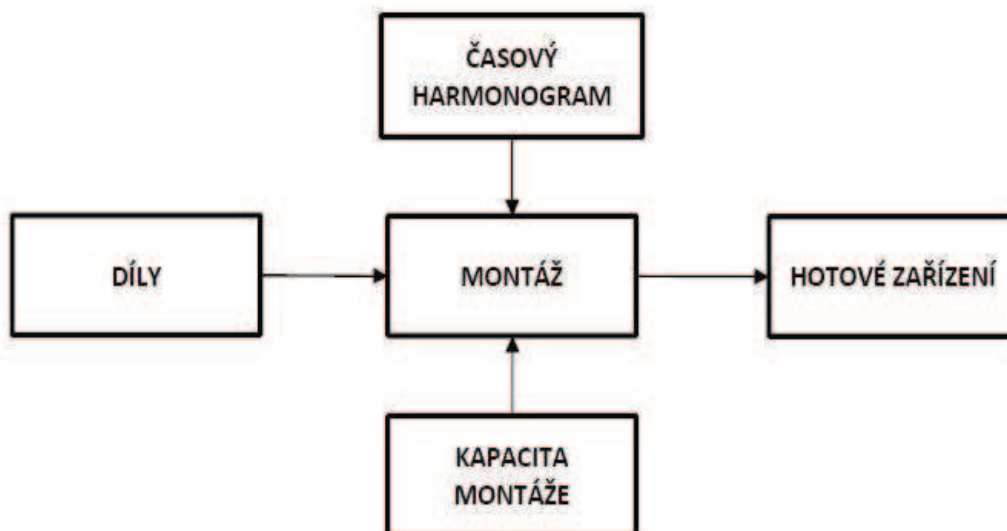 ČASOVÝ
HARMONOGRAM
DÍLY
MONTÁŽ
HOTOVÉ ZAŘÍZENÍ
KAPACITA
MONTÁŽE